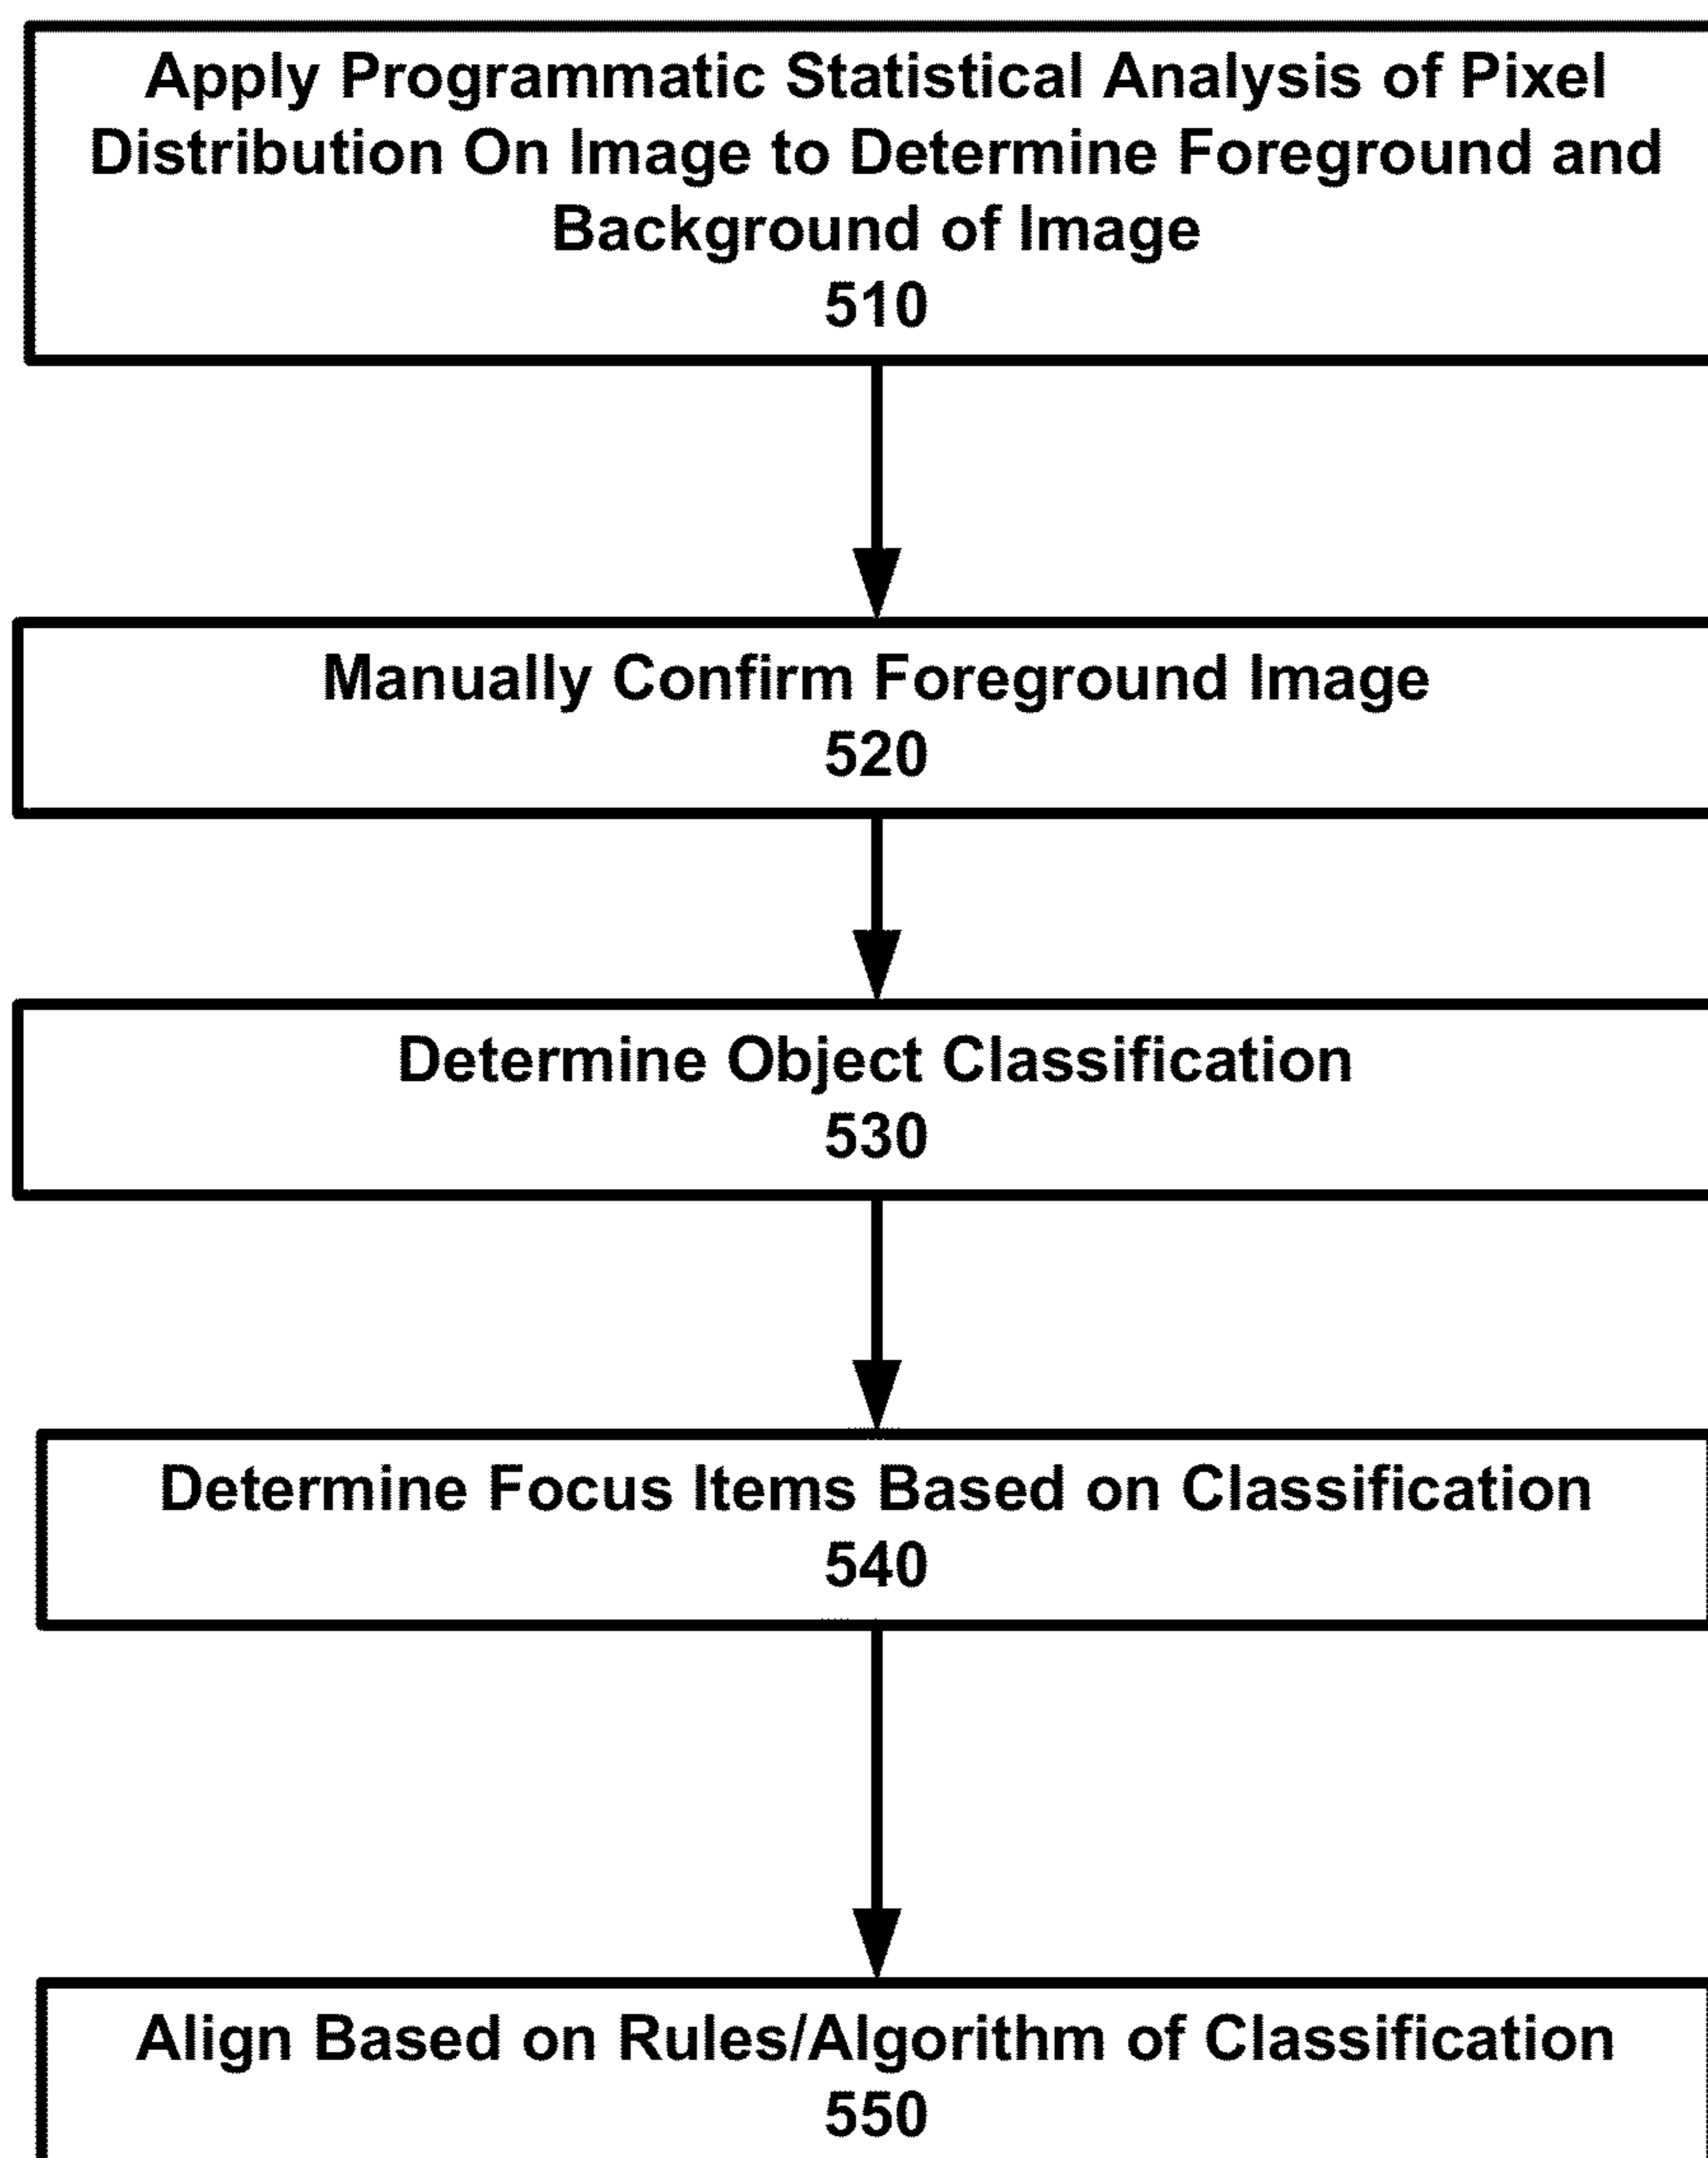 Apply Programmatic Statistical Analysis of Pixel
Distribution On Image to Determine Foreground and
Background of Image
510
Manually Confirm Foreground Image
520
Determine Object Classification
530
Determine Focus Items Based on Classification
540
Align Based on Rules/Algorithm of Classification
550